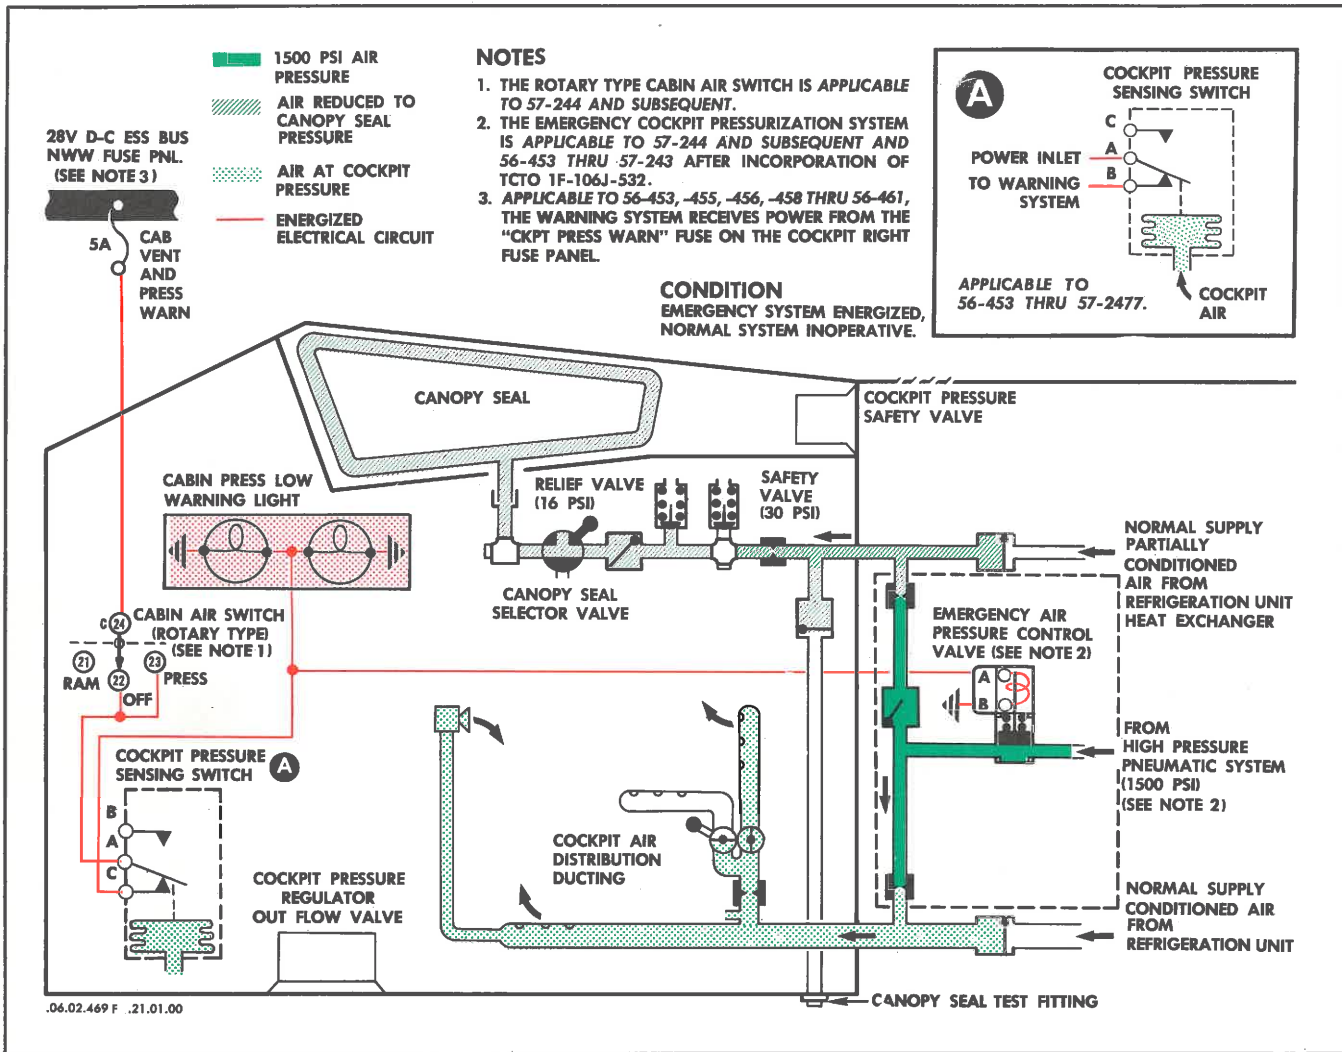 1500 PSI AIR
PRESSURE
AIR REDUCED TO
CANOPY SEAL
PRESSURE
AIR AT COCKPIT
PRESSURE
ENERGIZED
ELECTRICAL CIRCUIT
NOTES
1. THE ROTARY TYPE CABIN AIR SWITCH IS APPLICABLE
TO 57-244 AND SUBSEQUENT.
2. THE EMERGENCY COCKPIT PRESSURIZATION SYSTEM
IS APPLICABLE TO 57-244 AND SUBSEQUENT AND
56-453 THRU 57-243 AFTER INCORPORATION OF
TCTO 1F-106J-532.
3. APPLICABLE TO 56-453, -455, -456, -458 THRU 56-461,
THE WARNING SYSTEM RECEIVES POWER FROM THE
"CKPT PRESS WARN" FUSE ON THE COCKPIT RIGHT
FUSE PANEL.
CONDITION
EMERGENCY SYSTEM ENERGIZED,
NORMAL SYSTEM INOPERATIVE.
A
COCKPIT PRESSURE
SENSING SWITCH
C
A
POWER INLET
B
TO WARNING
SYSTEM
APPLICABLE TO
56-453 THRU 57-2477.
COCKPIT
AIR
28V D-C ESS BUS
NWW FUSE PNL.
(SEE NOTE 3)
5A
CAB
VENT
AND
PRESS
WARN
CANOPY SEAL
COCKPIT PRESSURE
SAFETY VALVE
CABIN PRESS LOW
WARNING LIGHT
RELIEF VALVE
(16 PSI)
SAFETY
VALVE
(30 PSI)
CANOPY SEAL
SELECTOR VALVE
NORMAL SUPPLY
PARTIALLY
CONDITIONED
AIR FROM
REFRIGERATION UNIT
HEAT EXCHANGER
C 24
CABIN AIR SWITCH
(ROTARY TYPE)
(SEE NOTE 1)
21
RAM
22
OFF
23
PRESS
EMERGENCY AIR
PRESSURE CONTROL
VALVE (SEE NOTE 2)
A
B
FROM
HIGH PRESSURE
PNEUMATIC SYSTEM
(1500 PSI)
(SEE NOTE 2)
COCKPIT PRESSURE
SENSING SWITCH
A
B
A
C
COCKPIT AIR
DISTRIBUTION
DUCTING
COCKPIT PRESSURE
REGULATOR
OUT FLOW VALVE
NORMAL SUPPLY
CONDITIONED AIR
FROM
REFRIGERATION UNIT
CANOPY SEAL TEST FITTING
.06.02.469 F .21.01.00